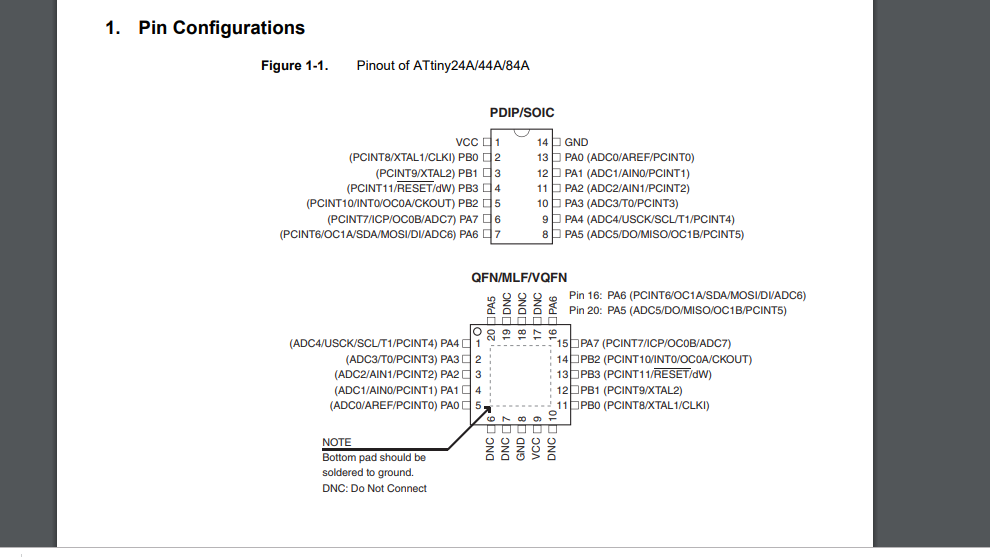 1. Pin Configurations
Figure 1-1. Pinout of ATtiny24A/44A/84A
PDIP/SOIC
VCC 1 14 GND
(PCINT8/XTAL1/CLKI) PB0 2 13 PA0 (ADC0/AREF/PCINT0)
(PCINT9/XTAL2) PB1 3 12 PA1 (ADC1/AIN0/PCINT1)
(PCINT11/RESET/dW) PB3 4 11 PA2 (ADC2/AIN1/PCINT2)
(PCINT10/INT0/OC0A/CKOUT) PB2 5 10 PA3 (ADC3/T0/PCINT3)
(PCINT7/ICP/OC0B/ADC7) PA7 6 9 PA4 (ADC4/USCK/SCL/T1/PCINT4)
(PCINT6/OC1A/SDA/MOSI/DI/ADC6) PA6 7 8 PA5 (ADC5/DO/MISO/OC1B/PCINT5)
QFN/MLF/VQFN
Pin 16: PA6 (PCINT6/OC1A/SDA/MOSI/DI/ADC6)
Pin 20: PA5 (ADC5/DO/MISO/OC1B/PCINT5)
PA5 DNC DNC DNC PA6
20 19 18 17 16
(ADC4/USCK/SCL/T1/PCINT4) PA4 1 15 PA7 (PCINT7/ICP/OC0B/ADC7)
(ADC3/T0/PCINT3) PA3 2 14 PB2 (PCINT10/INT0/OC0A/CKOUT)
(ADC2/AIN1/PCINT2) PA2 3 13 PB3 (PCINT11/RESET/dW)
(ADC1/AIN0/PCINT1) PA1 4 12 PB1 (PCINT9/XTAL2)
(ADC0/AREF/PCINT0) PA0 5 11 PB0 (PCINT8/XTAL1/CLKI)
6 7 8 9 10
DNC DNC GND VCC DNC
NOTE
Bottom pad should be
soldered to ground.
DNC: Do Not Connect